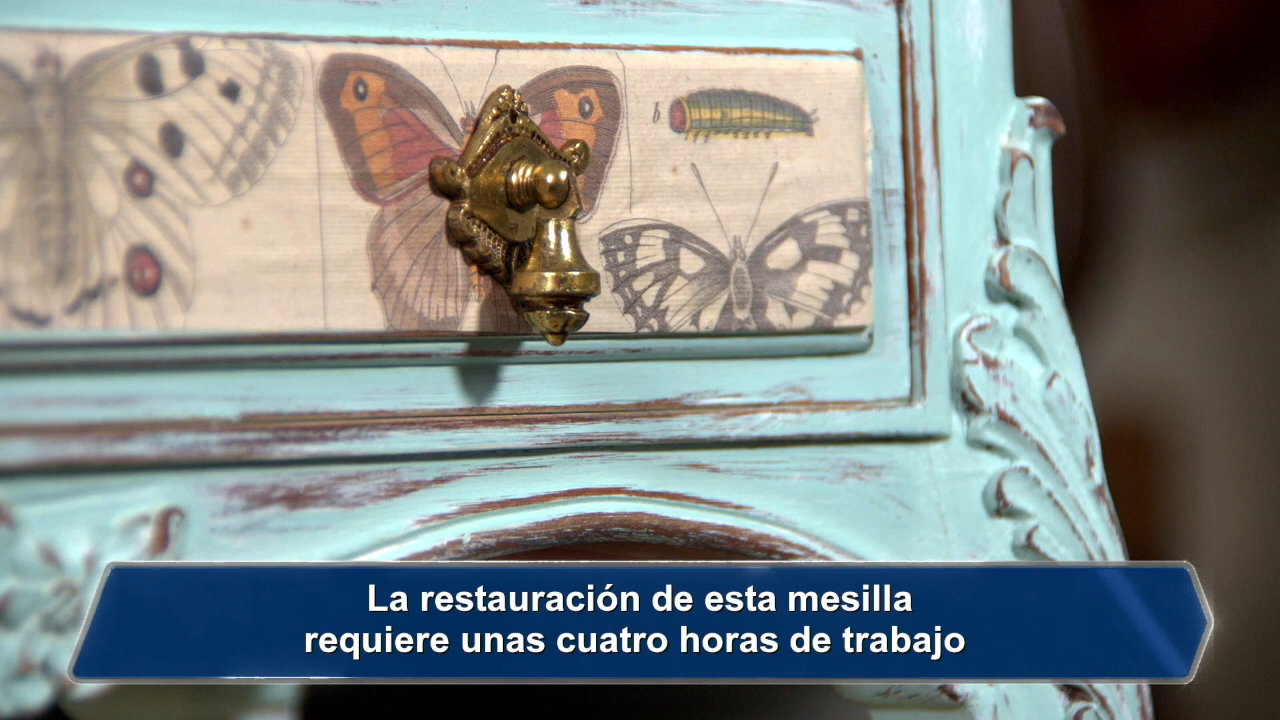 b
La restauración de esta mesilla
requiere unas cuatro horas de trabajo